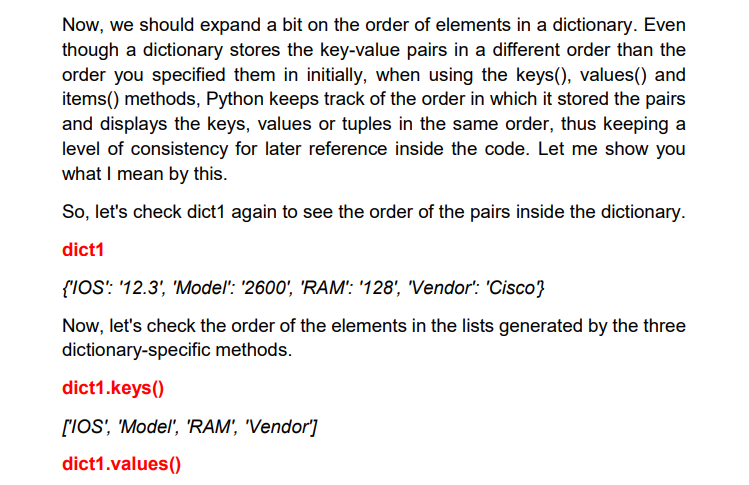 Now, we should expand a bit on the order of elements in a dictionary. Even
though a dictionary stores the key-value pairs in a different order than the
order you specified them in initially, when using the keys(), values() and
items() methods, Python keeps track of the order in which it stored the pairs
and displays the keys, values or tuples in the same order, thus keeping a
level of consistency for later reference inside the code. Let me show you
what I mean by this.
So, let's check dict1 again to see the order of the pairs inside the dictionary.
dict1
{'IOS': '12.3', 'Model': '2600', 'RAM': '128', 'Vendor': 'Cisco'}
Now, let's check the order of the elements in the lists generated by the three
dictionary-specific methods.
dict1.keys()
['IOS', 'Model', 'RAM', 'Vendor']
dict1.values()